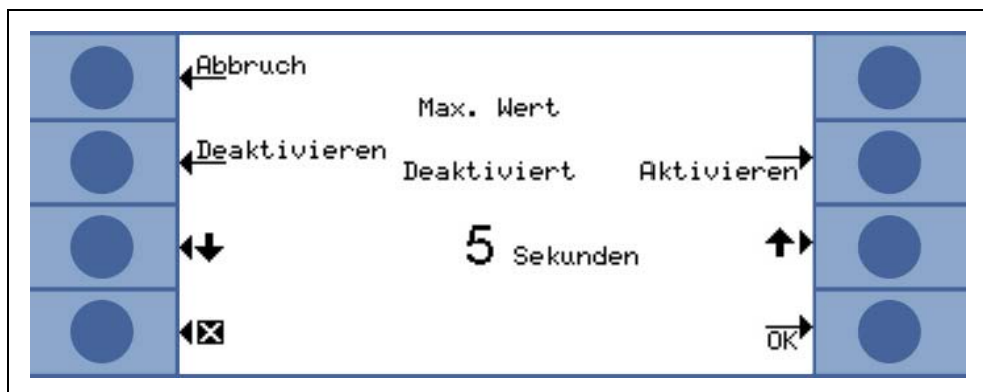 Abbruch
Max. Wert
Deaktivieren
Deaktiviert
Aktivieren
5 Sekunden
OK